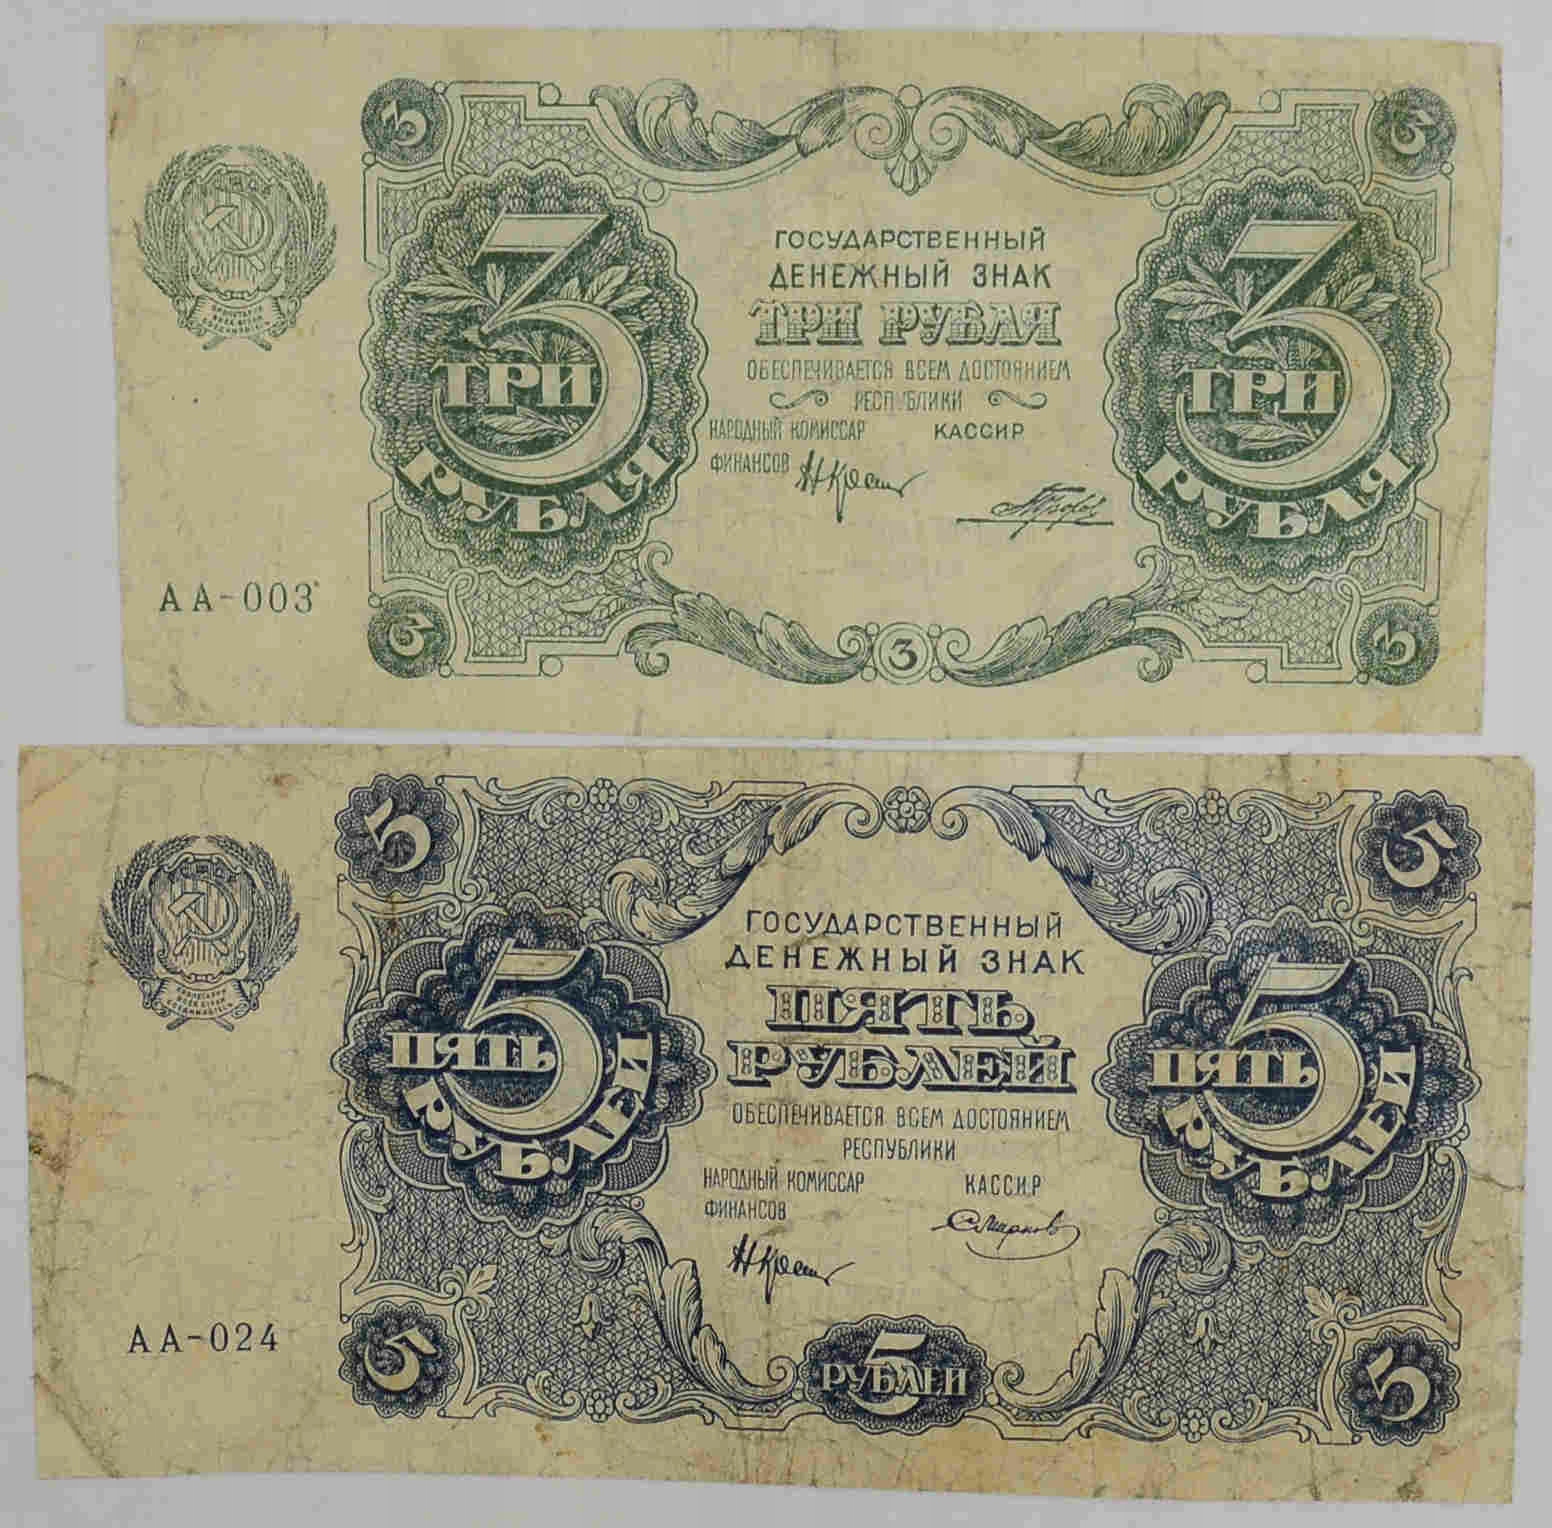 3
3
ГОСУДАРСТВЕННЫЙ
ДЕНЕЖНЫЙ ЗНАК
ТРИ РУБЛЯ
ОБЕСПЕЧИВАЕТСЯ ВСЕМ ДОСТОЯНИЕМ
РЕСПУБЛИКИ
НАРОДНЫЙ КОМИССАР
ФИНАНСОВ
КАССИР
3
ТРИ
РУБЛЯ
3
ТРИ
РУБЛЯ
АА-003
3
3
3
5
5
ГОСУДАРСТВЕННЫЙ
ДЕНЕЖНЫЙ ЗНАК
ПЯТЬ
РУБЛЕЙ
ОБЕСПЕЧИВАЕТСЯ ВСЕМ ДОСТОЯНИЕМ
РЕСПУБЛИКИ
НАРОДНЫЙ КОМИССАР
ФИНАНСОВ
КАССИР
Смирнов
5
ПЯТЬ
РУБЛЕЙ
5
ПЯТЬ
РУБЛЕЙ
АА-024
5
5
РУБЛЕЙ
5